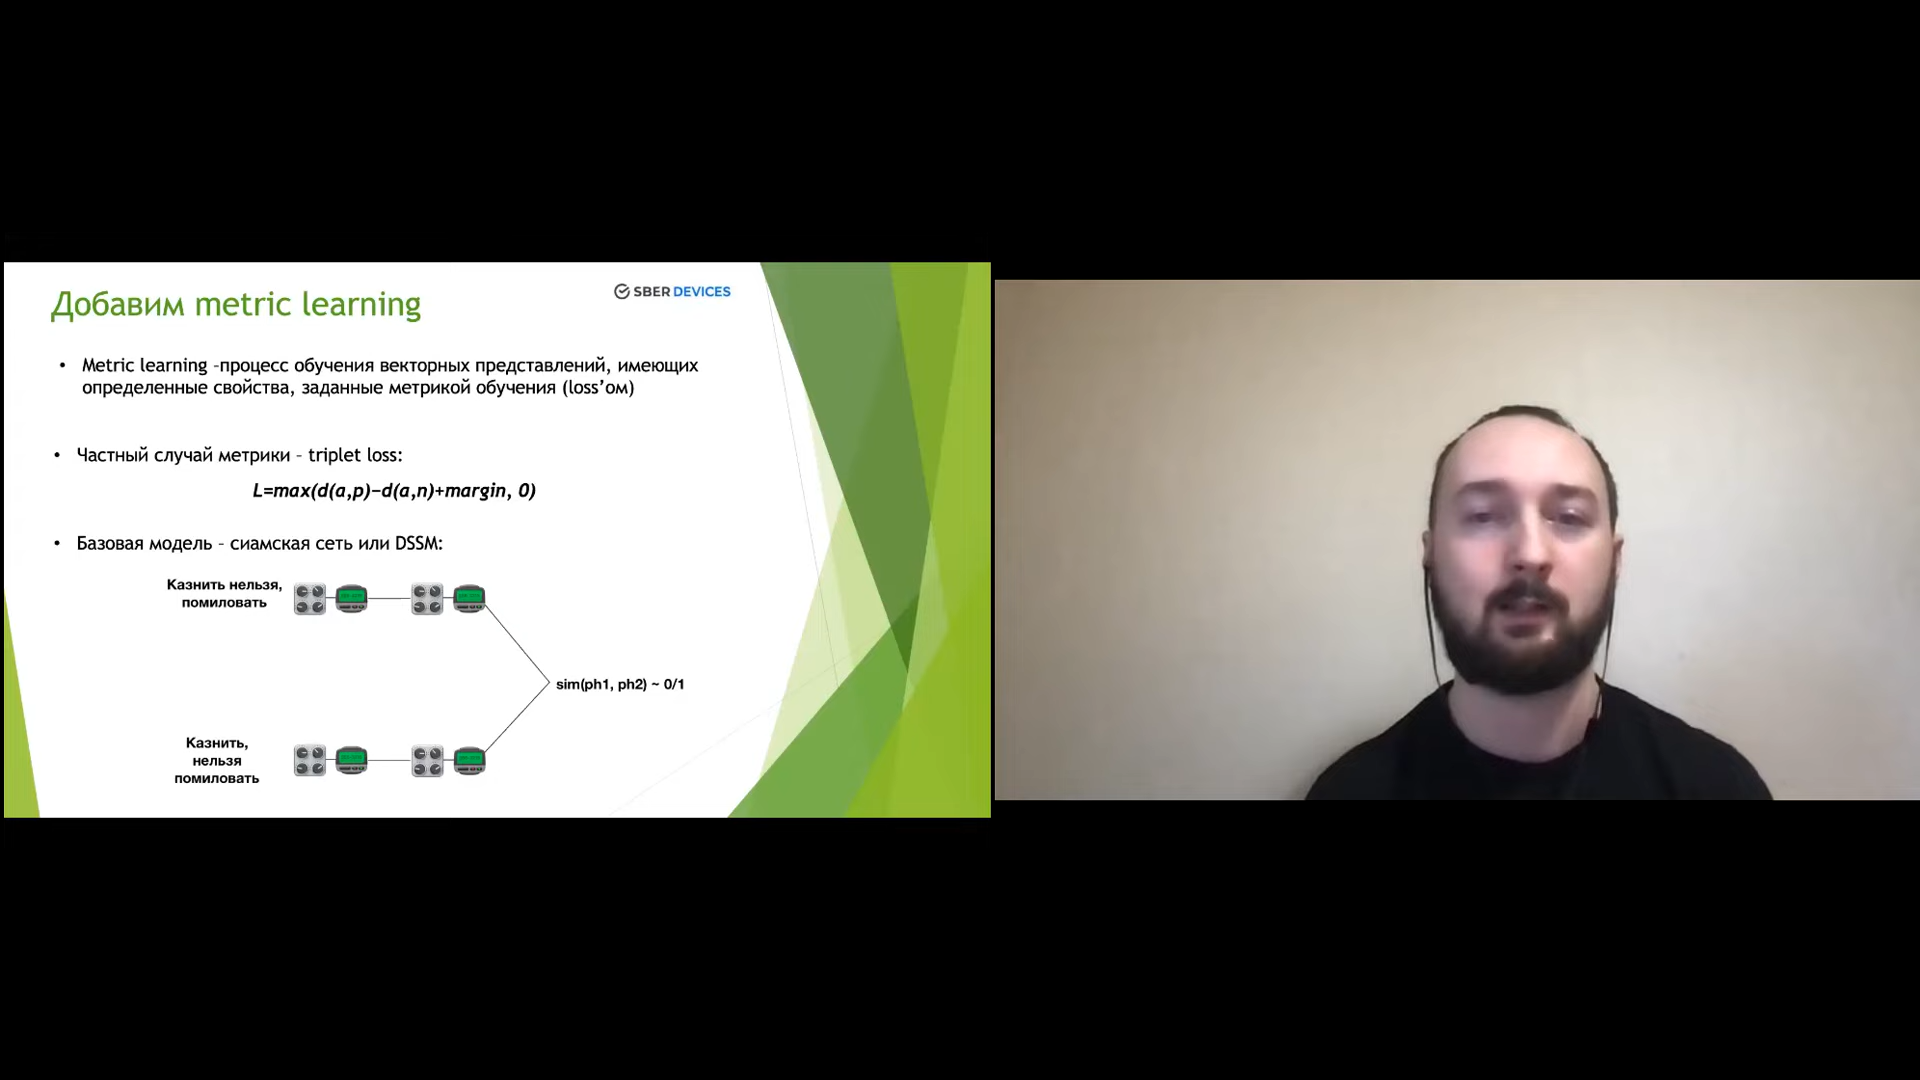 Добавим metric learning
SBER DEVICES
• Metric learning –процесс обучения векторных представлений, имеющих
определенные свойства, заданные метрикой обучения (loss’ом)
• Частный случай метрики – triplet loss:
L=max(d(a,p)−d(a,n)+margin, 0)
• Базовая модель – сиамская сеть или DSSM:
Казнить нельзя,
помиловать
sim(ph1, ph2) ~ 0/1
Казнить,
нельзя
помиловать